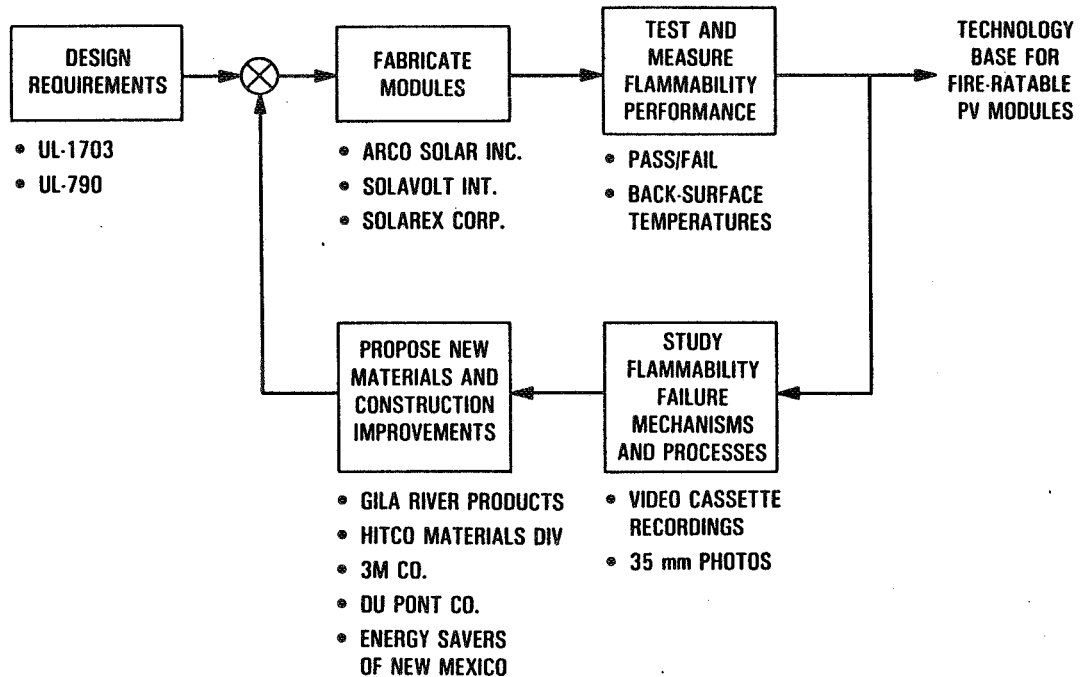 DESIGN
REQUIREMENTS
• UL-1703
• UL-790
FABRICATE
MODULES
• ARCO SOLAR INC.
• SOLAVOLT INT.
• SOLAREX CORP.
TEST AND
MEASURE
FLAMMABILITY
PERFORMANCE
• PASS/FAIL
• BACK-SURFACE
TEMPERATURES
TECHNOLOGY
BASE FOR
FIRE-RATABLE
PV MODULES
PROPOSE NEW
MATERIALS AND
CONSTRUCTION
IMPROVEMENTS
• GILA RIVER PRODUCTS
• HITCO MATERIALS DIV
• 3M CO.
• DU PONT CO.
• ENERGY SAVERS
OF NEW MEXICO
STUDY
FLAMMABILITY
FAILURE
MECHANISMS
AND PROCESSES
• VIDEO CASSETTE
RECORDINGS
• 35 mm PHOTOS